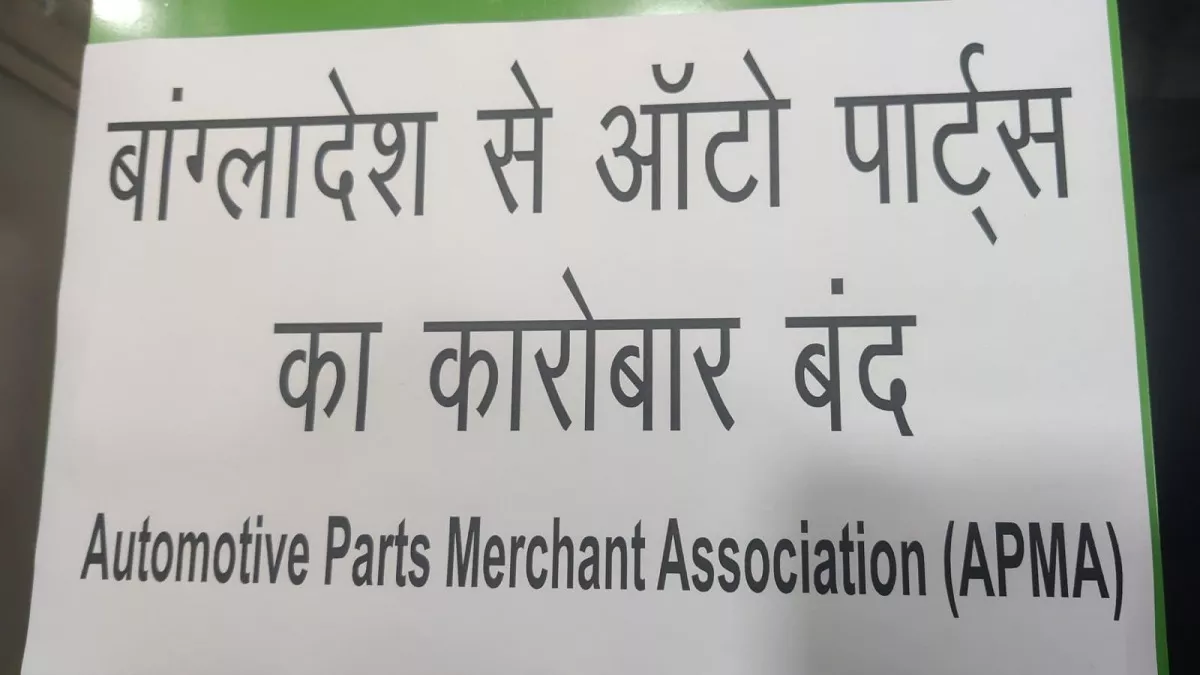 बांग्लादेश से ऑटो पार्ट्स
का कारोबार बंद
Automotive Parts Merchant Association (APMA)